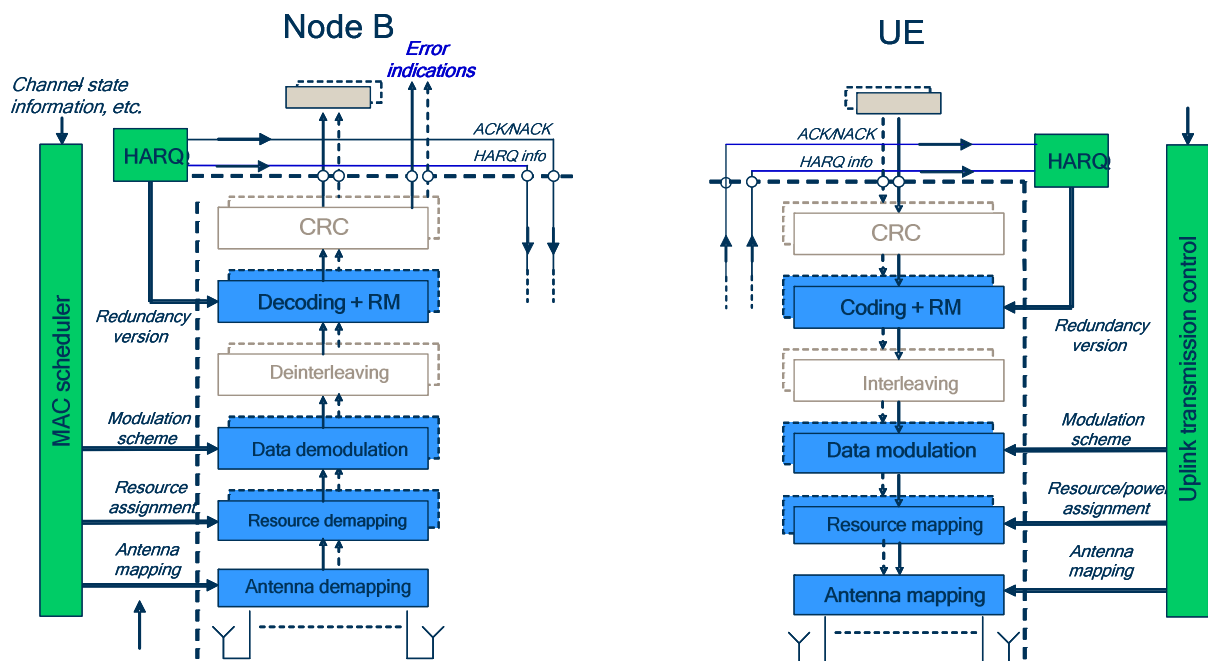 Node B
UE
Error
indications
Channel state
information, etc.
ACK/NACK
HARQ
HARQ info
CRC
Decoding + RM
Redundancy
version
MAC scheduler
Deinterleaving
Modulation
scheme
Data demodulation
Resource
assignment
Resource demapping
Antenna
mapping
Antenna demapping
ACK/NACK
HARQ info
HARQ
CRC
Coding + RM
Redundancy
version
Uplink transmission control
Interleaving
Modulation
scheme
Data modulation
Resource/power
assignment
Resource mapping
Antenna
mapping
Antenna mapping